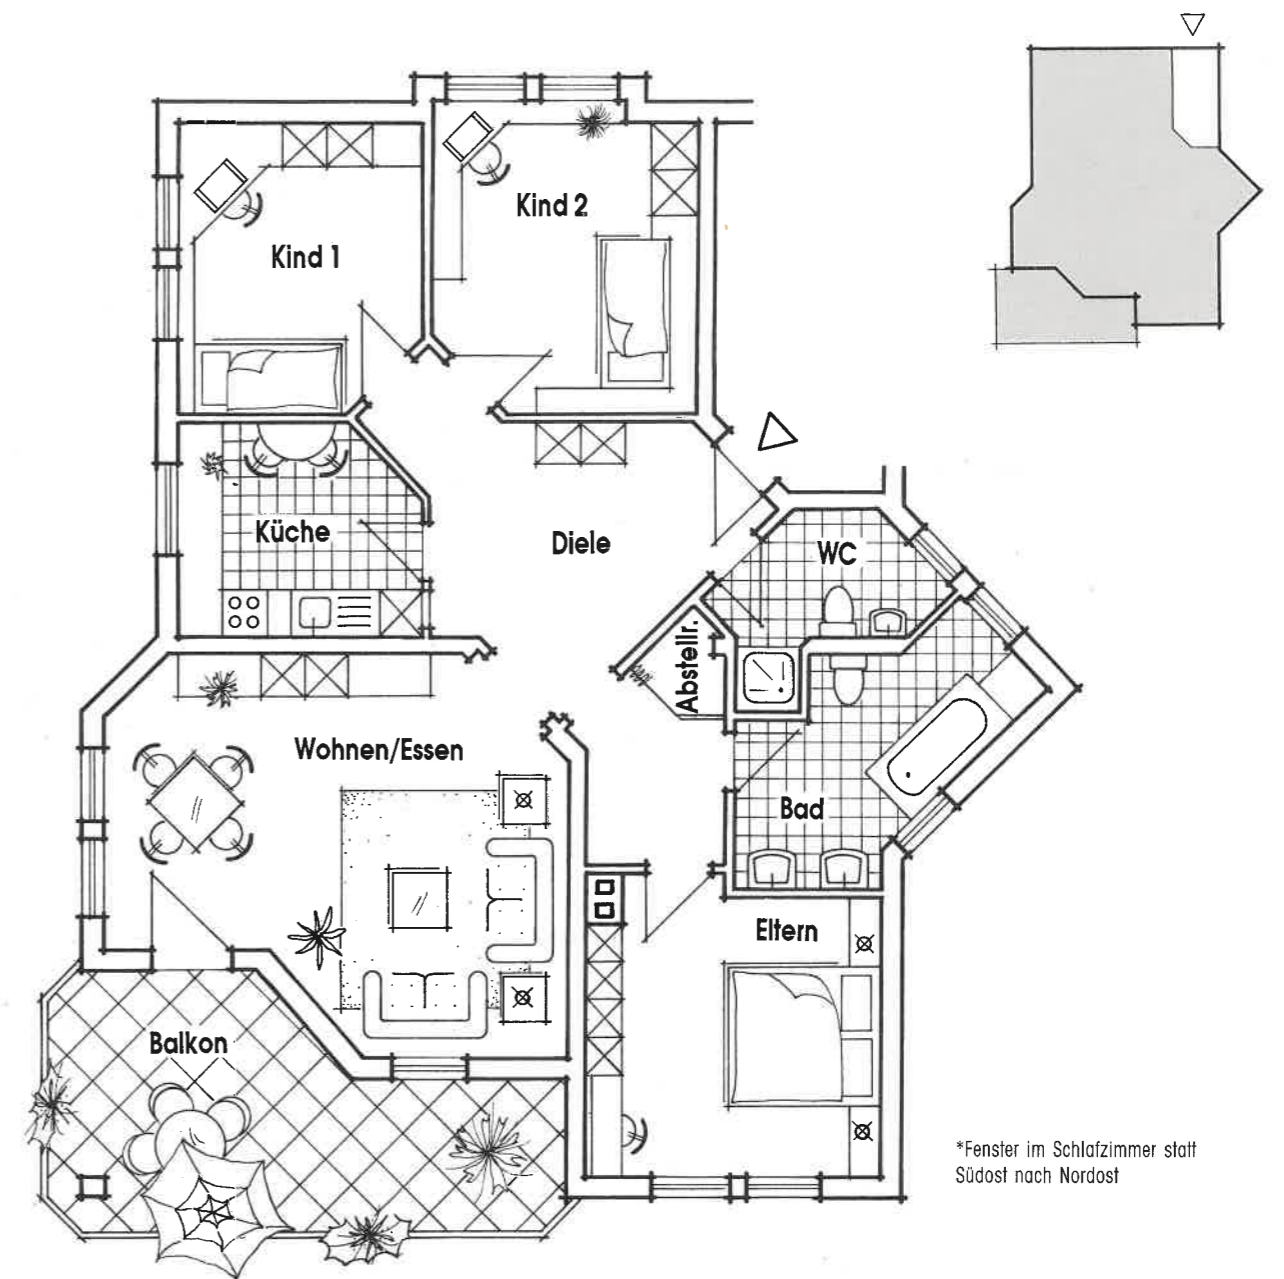 Kind 2
Kind 1
Küche
Diele
WC
Abstellr.
Wohnen/Essen
Bad
Eltern
Balkon
*Fenster im Schlafzimmer statt
Südost nach Nordost